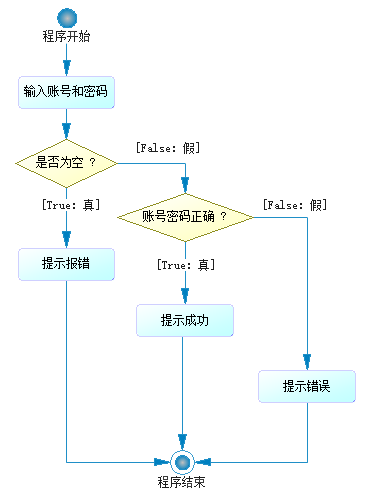 程序开始
输入账号和密码
是否为空 ？
[False: 假]
[True: 真]
账号密码正确 ？
[False: 假]
提示报错
[True: 真]
提示成功
提示错误
程序结束